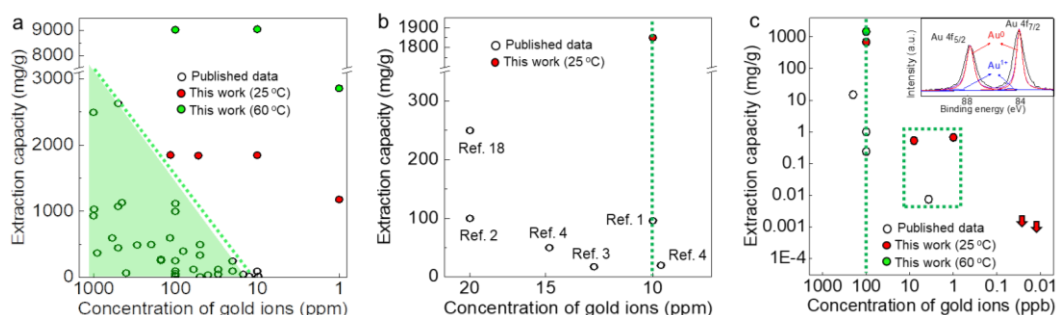 a
Extraction capacity (mg/g)
9000
8000
3000
2000
1000
0
Published data
This work (25 °C)
This work (60 °C)
1000
100
10
1
Concentration of gold ions (ppm)
b
Extraction capacity (mg/g)
1900
1850
1800
300
200
100
0
Published data
This work (25 °C)
Ref. 18
Ref. 2
Ref. 4
Ref. 3
Ref. 1
Ref. 4
20
15
10
Concentration of gold ions (ppm)
c
Extraction capacity (mg/g)
1000
100
10
1
0.1
0.01
0.001
1E-4
Intensity (a.u.)
Au 4f5/2
Au 4f7/2
Au⁰
Au¹⁺
88
84
Binding energy (eV)
Published data
This work (25 °C)
This work (60 °C)
1000
100
10
1
0.1
0.01
Concentration of gold ions (ppb)